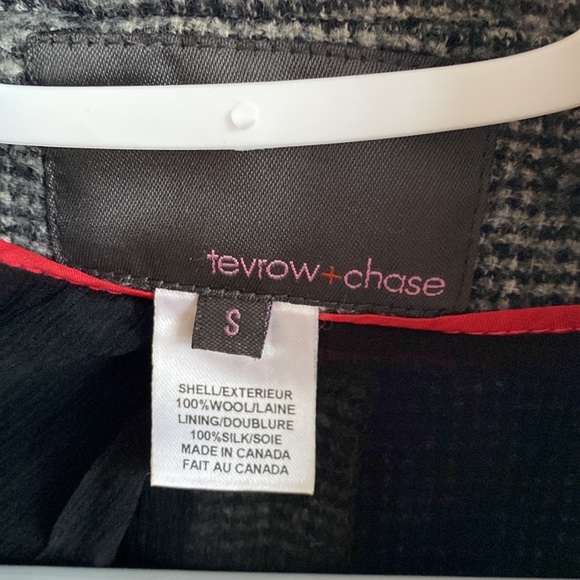 tevrow+chase
S
SHELL/EXTERIEUR
100%WOOL/LAINE
LINING/DOUBLURE
100%SILK/SOIE
MADE IN CANADA
FAIT AU CANADA